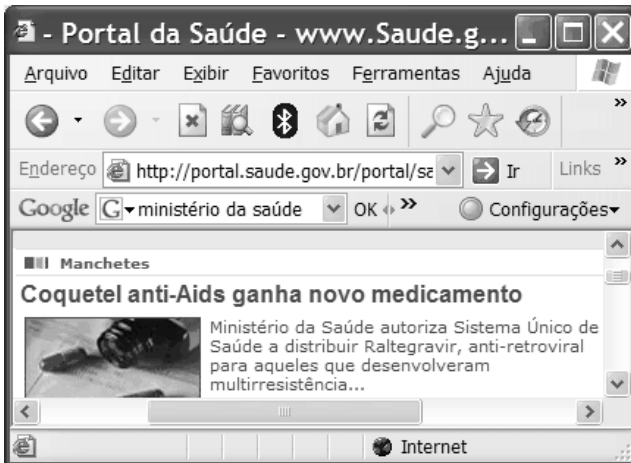 - Portal da Saúde - www.Saude.g...
Arquivo Editar Exibir Favoritos Ferramentas Ajuda
»
Endereço http://portal.saude.gov.br/portal/sa Ir Links »
Google G ministério da saúde OK » Configurações
Manchetes
Coquetel anti-Aids ganha novo medicamento
Ministério da Saúde autoriza Sistema Único de
Saúde a distribuir Raltegravir, anti-retroviral
para aqueles que desenvolveram
multirresistência...
Internet